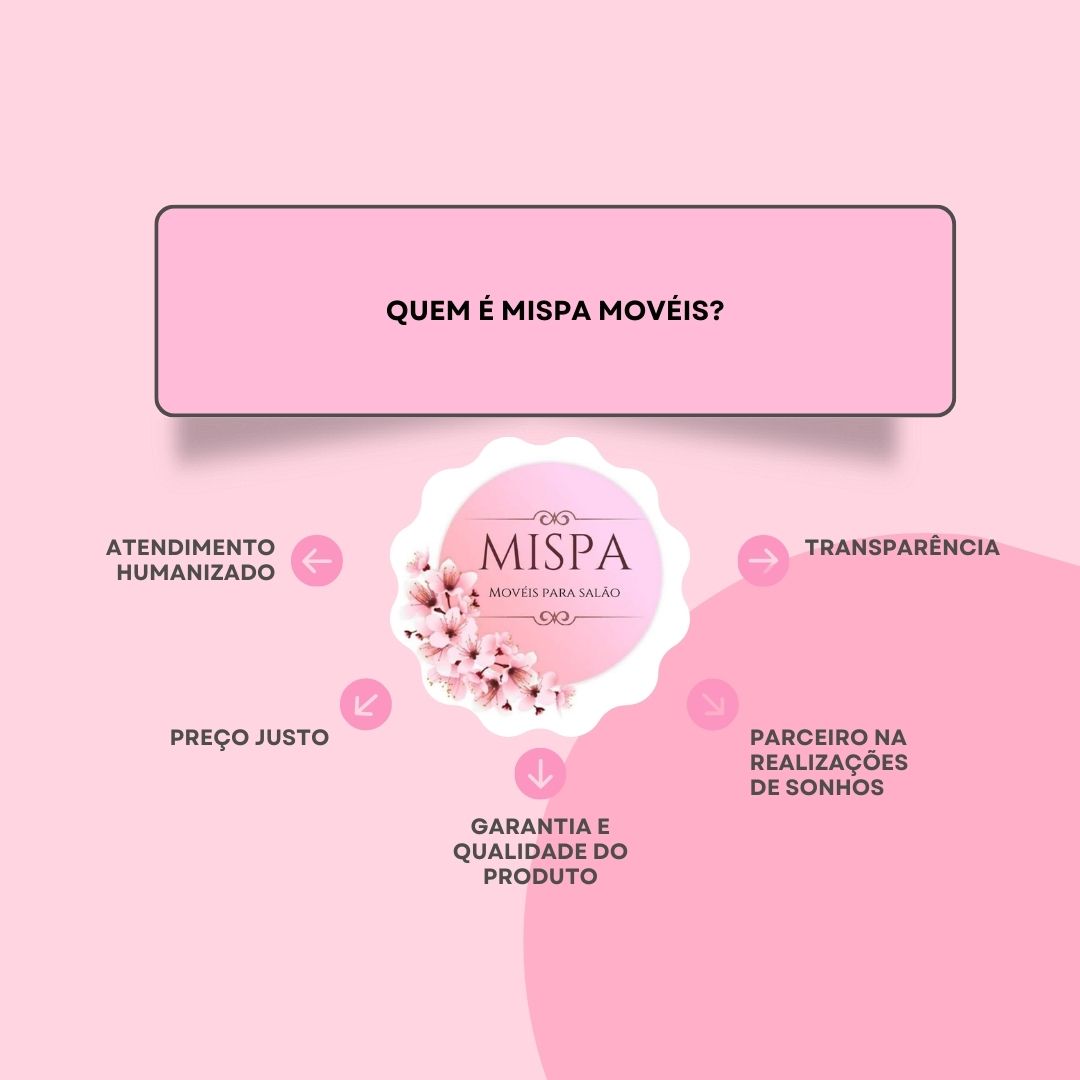 QUEM É MISPA MOVÉIS?
MISPA
MOVÉIS PARA SALÃO
ATENDIMENTO
HUMANIZADO
TRANSPARÊNCIA
PREÇO JUSTO
PARCEIRO NA
REALIZAÇÕES
DE SONHOS
GARANTIA E
QUALIDADE DO
PRODUTO